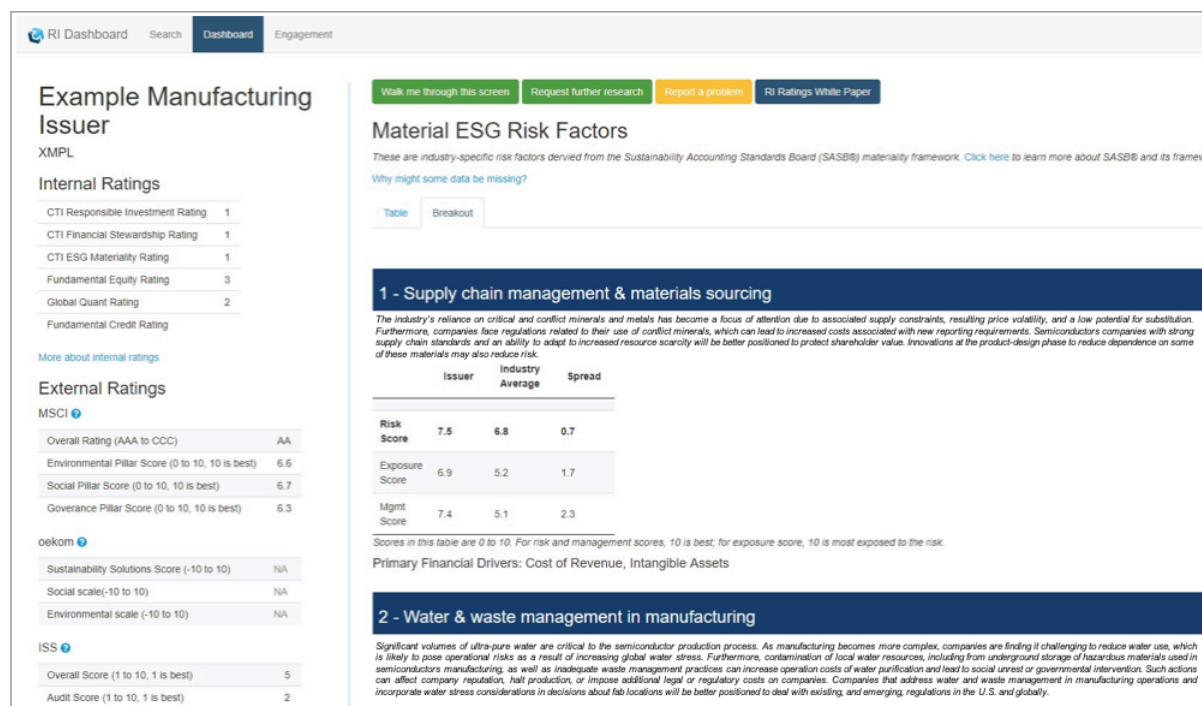 RI Dashboard Search Dashboard Engagement
Example Manufacturing
Issuer
XMPL
Internal Ratings
CTI Responsible Investment Rating 1
CTI Financial Stewardship Rating 1
CTI ESG Materiality Rating 1
Fundamental Equity Rating 3
Global Quant Rating 2
Fundamental Credit Rating
More about internal ratings
External Ratings
MSCI
Overall Rating (AAA to CCC) AA
Environmental Pillar Score (0 to 10, 10 is best) 6.6
Social Pillar Score (0 to 10, 10 is best) 6.7
Goverance Pillar Score (0 to 10, 10 is best) 6.3
oekom
Sustainability Solutions Score (-10 to 10) NA
Social scale(-10 to 10) NA
Environmental scale (-10 to 10) NA
ISS
Overall Score (1 to 10, 1 is best) 5
Audit Score (1 to 10, 1 is best) 2
Walk me through this screen Request further research Report a problem RI Ratings White Paper
Material ESG Risk Factors
These are industry-specific risk factors dervied from the Sustainability Accounting Standards Board (SASB®) materiality framework. Click here to learn more about SASB® and its framew
Why might some data be missing?
Table Breakout
1 - Supply chain management & materials sourcing
The industry's reliance on critical and conflict minerals and metals has become a focus of attention due to associated supply constraints, resulting price volatility, and a low potential for substitution.
Furthermore, companies face regulations related to their use of conflict minerals, which can lead to increased costs associated with new reporting requirements. Semiconductors companies with strong
supply chain standards and an ability to adapt to increased resource scarcity will be better positioned to protect shareholder value. Innovations at the product-design phase to reduce dependence on some
of these materials may also reduce risk.
Issuer Industry Average Spread
Risk Score 7.5 6.8 0.7
Exposure Score 6.9 5.2 1.7
Mgmt Score 7.4 5.1 2.3
Scores in this table are 0 to 10. For risk and management scores, 10 is best; for exposure score, 10 is most exposed to the risk.
Primary Financial Drivers: Cost of Revenue, Intangible Assets
2 - Water & waste management in manufacturing
Significant volumes of ultra-pure water are critical to the semiconductor production process. As manufacturing becomes more complex, companies are finding it challenging to reduce water use, which
is likely to pose operational risks as a result of increasing global water stress. Furthermore, contamination of local water resources, including from underground storage of hazardous materials used in
semiconductors manufacturing, as well as inadequate waste management practices can increase operation costs of water purification and lead to social unrest or governmental intervention. Such actions
can affect company reputation, halt production, or impose additional legal or regulatory costs on companies. Companies that address water and waste management in manufacturing operations and
incorporate water stress considerations in decisions about fab locations will be better positioned to deal with existing, and emerging, regulations in the U.S. and globally.